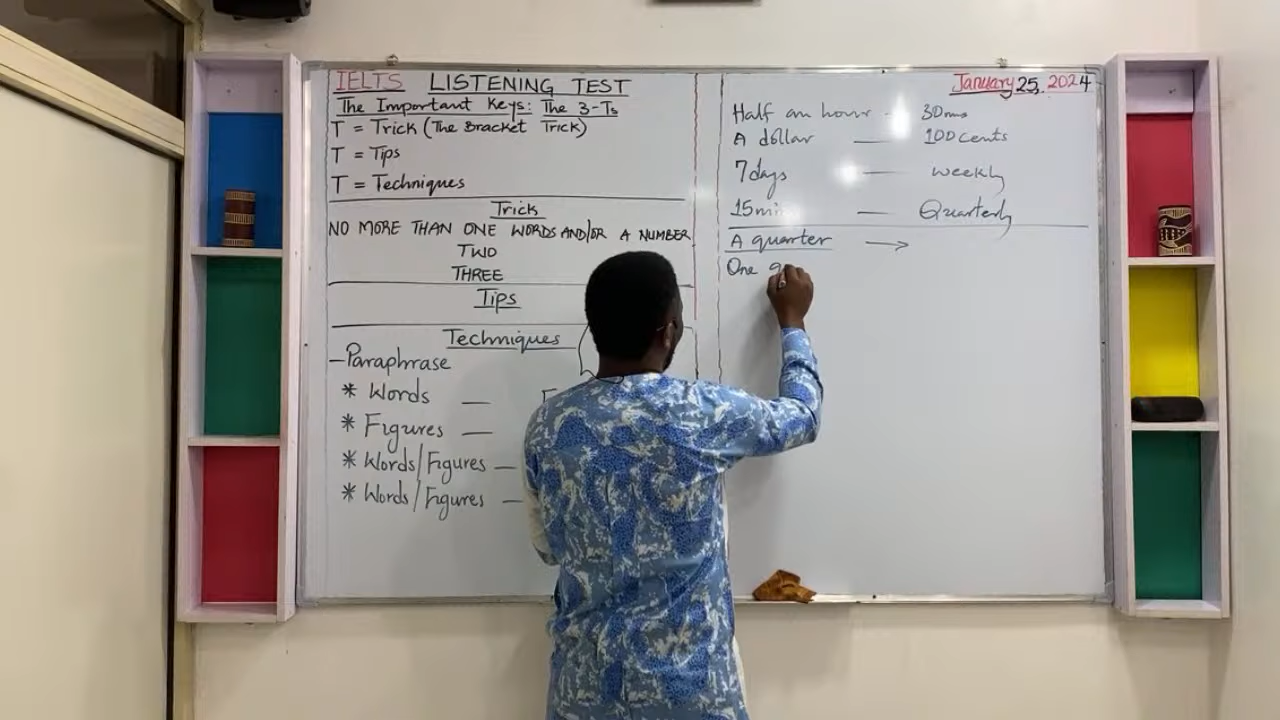 IELTS LISTENING TEST
The Important Keys: The 3-Ts
T = Trick (The Bracket Trick)
T = Tips
T = Techniques
Trick
NO MORE THAN ONE WORDS AND/OR A NUMBER
TWO
THREE
Tips
Techniques
- Paraphrase
* Words —
* Figures —
* Words/Figures —
* Words/Figures —
January 25, 2024
Half an hour -
A dollar — 100 cents
7 days — weekly
15 min — Quarterly
A quarter →
One q